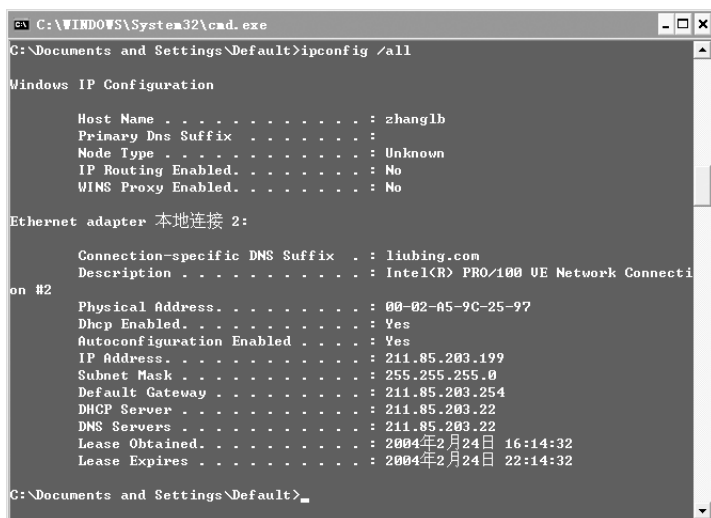 C:\WINDOWS\System32\cmd.exe
C:\Documents and Settings\Default>ipconfig /all
Windows IP Configuration
Host Name . . . . . . . . . . . . : zhanglb
Primary Dns Suffix  . . . . . . . :
Node Type . . . . . . . . . . . . : Unknown
IP Routing Enabled. . . . . . . . : No
WINS Proxy Enabled. . . . . . . . : No
Ethernet adapter 本地连接 2:
Connection-specific DNS Suffix  . : liubing.com
Description . . . . . . . . . . . : Intel(R) PRO/100 VE Network Connecti
on #2
Physical Address. . . . . . . . . : 00-02-A5-9C-25-97
Dhcp Enabled. . . . . . . . . . . : Yes
Autoconfiguration Enabled . . . . : Yes
IP Address. . . . . . . . . . . . : 211.85.203.199
Subnet Mask . . . . . . . . . . . : 255.255.255.0
Default Gateway . . . . . . . . . : 211.85.203.254
DHCP Server . . . . . . . . . . . : 211.85.203.22
DNS Servers . . . . . . . . . . . : 211.85.203.22
Lease Obtained. . . . . . . . . . : 2004年2月24日 16:14:32
Lease Expires . . . . . . . . . . : 2004年2月24日 22:14:32
C:\Documents and Settings\Default>_